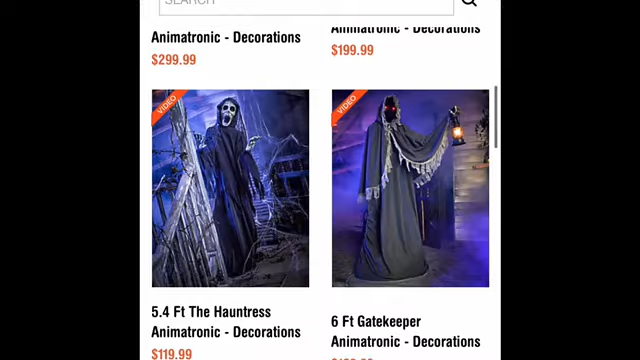 SEARCH
Animatronic - Decorations
$299.99
Animatronic - Decorations
$199.99
VIDEO
VIDEO
5.4 Ft The Hauntress
Animatronic - Decorations
$119.99
6 Ft Gatekeeper
Animatronic - Decorations